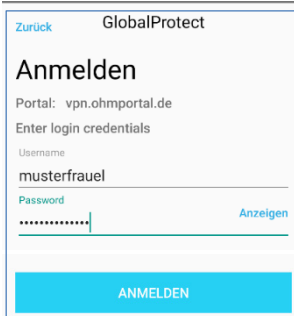 Zurück GlobalProtect
Anmelden
Portal: vpn.ohmportal.de
Enter login credentials
Username
musterfrauel
Password
•••••••••••••• Anzeigen
ANMELDEN